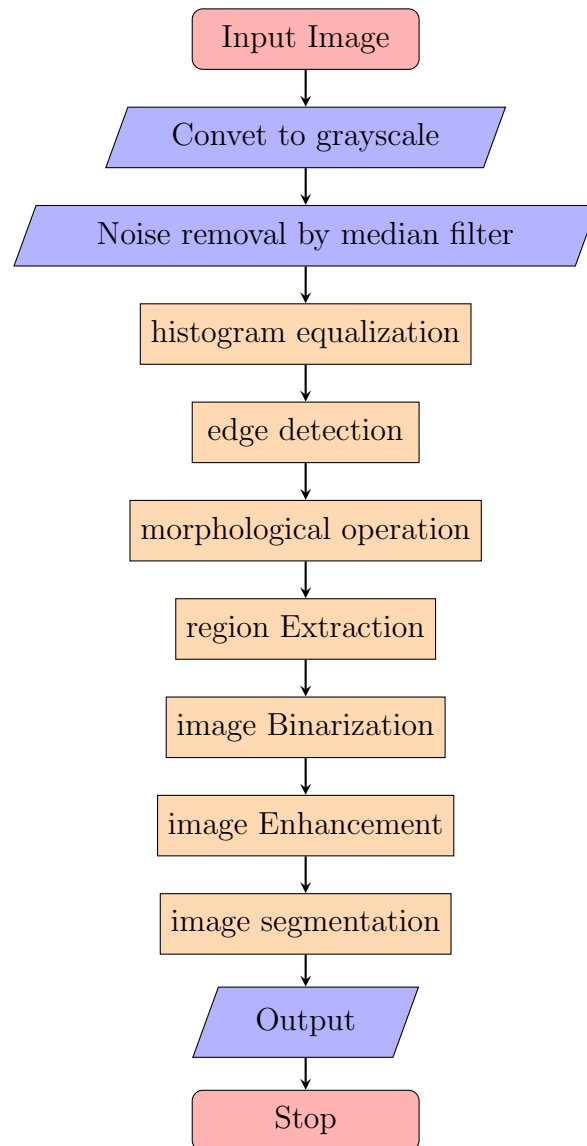 Input Image
Convet to grayscale
Noise removal by median filter
histogram equalization
edge detection
morphological operation
region Extraction
image Binarization
image Enhancement
image segmentation
Output
Stop